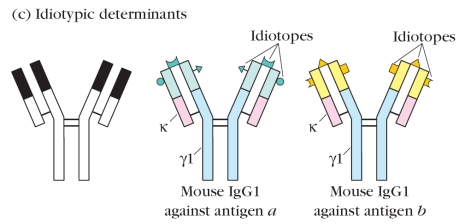 (c) Idiotypic determinants
Idiotopes
Idiotopes
κ
γ1
κ
γ1
Mouse IgG1
against antigen a
Mouse IgG1
against antigen b